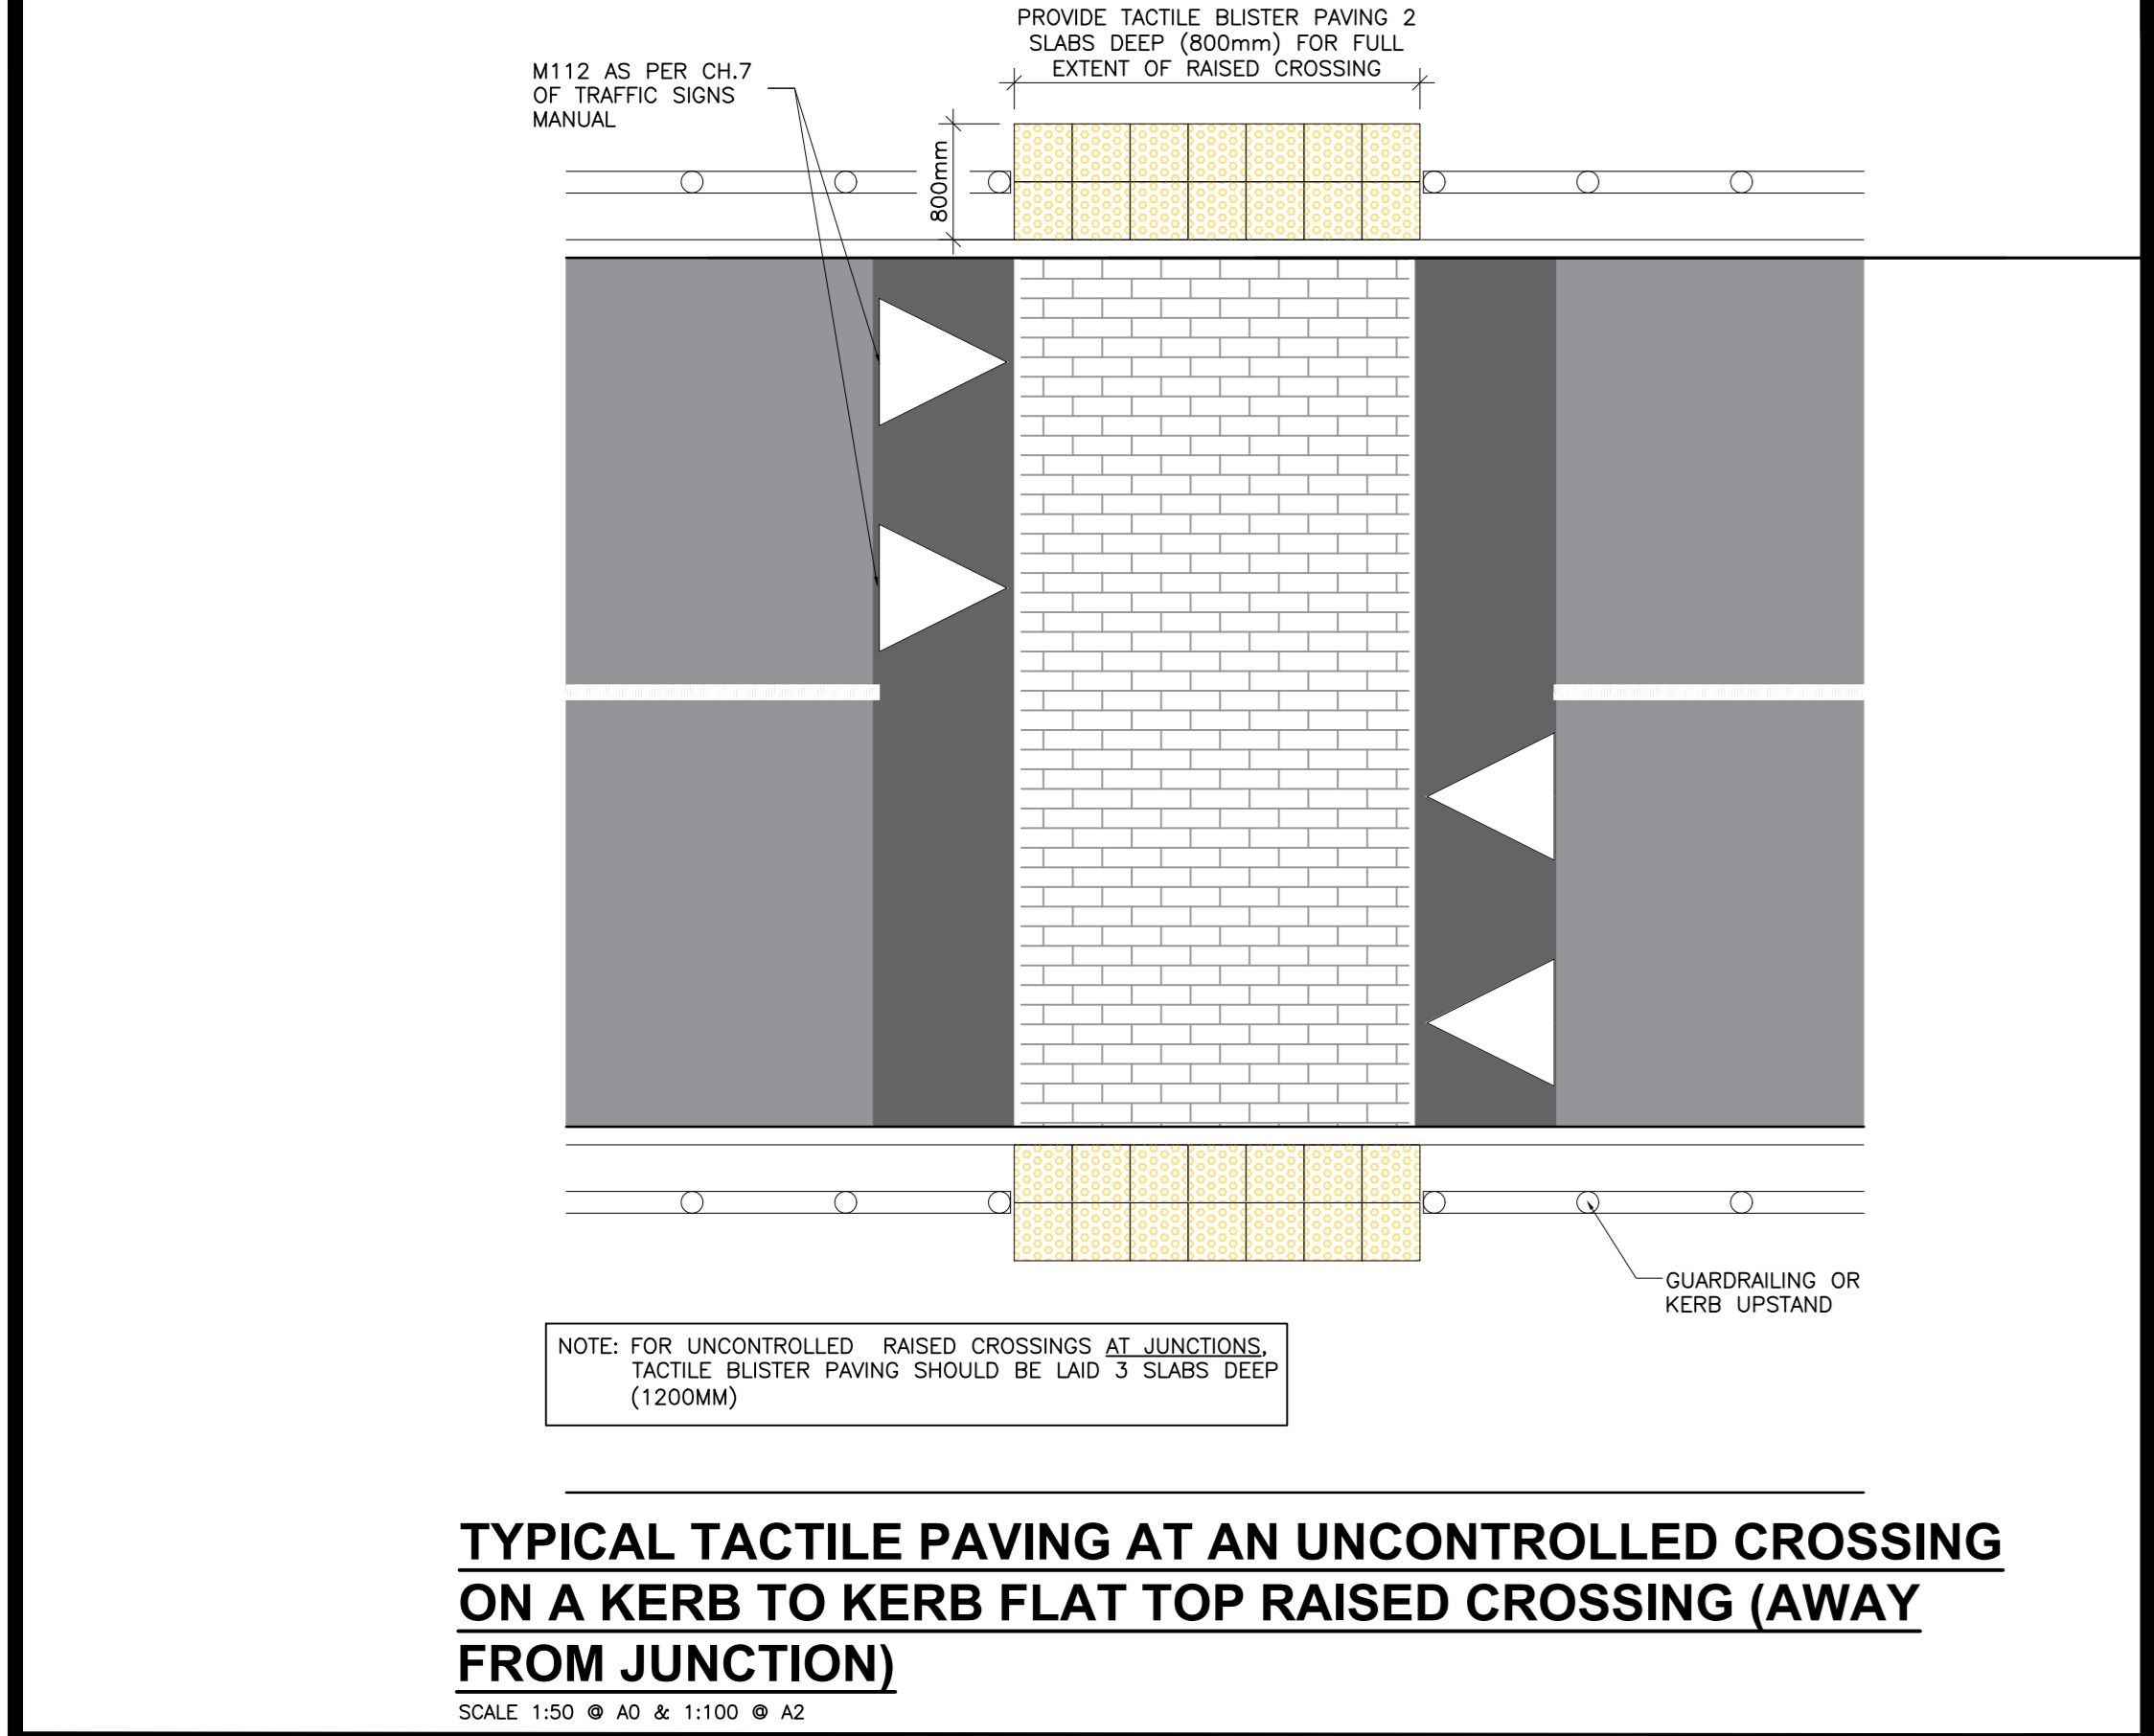 PROVIDE TACTILE BLISTER PAVING 2
SLABS DEEP (800mm) FOR FULL
EXTENT OF RAISED CROSSING
M112 AS PER CH.7
OF TRAFFIC SIGNS
MANUAL
800mm
GUARDRAILING OR
KERB UPSTAND
NOTE: FOR UNCONTROLLED RAISED CROSSINGS AT JUNCTIONS,
TACTILE BLISTER PAVING SHOULD BE LAID 3 SLABS DEEP
(1200MM)
TYPICAL TACTILE PAVING AT AN UNCONTROLLED CROSSING
ON A KERB TO KERB FLAT TOP RAISED CROSSING (AWAY
FROM JUNCTION)
SCALE 1:50 @ A0 & 1:100 @ A2